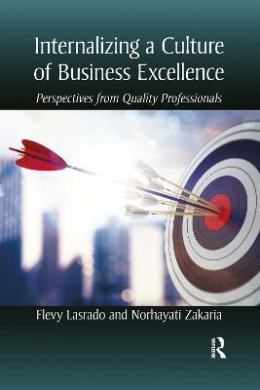 Internalizing a Culture
of Business Excellence
Perspectives from Quality Professionals
Flevy Lasrado and Norhayati Zakaria
R